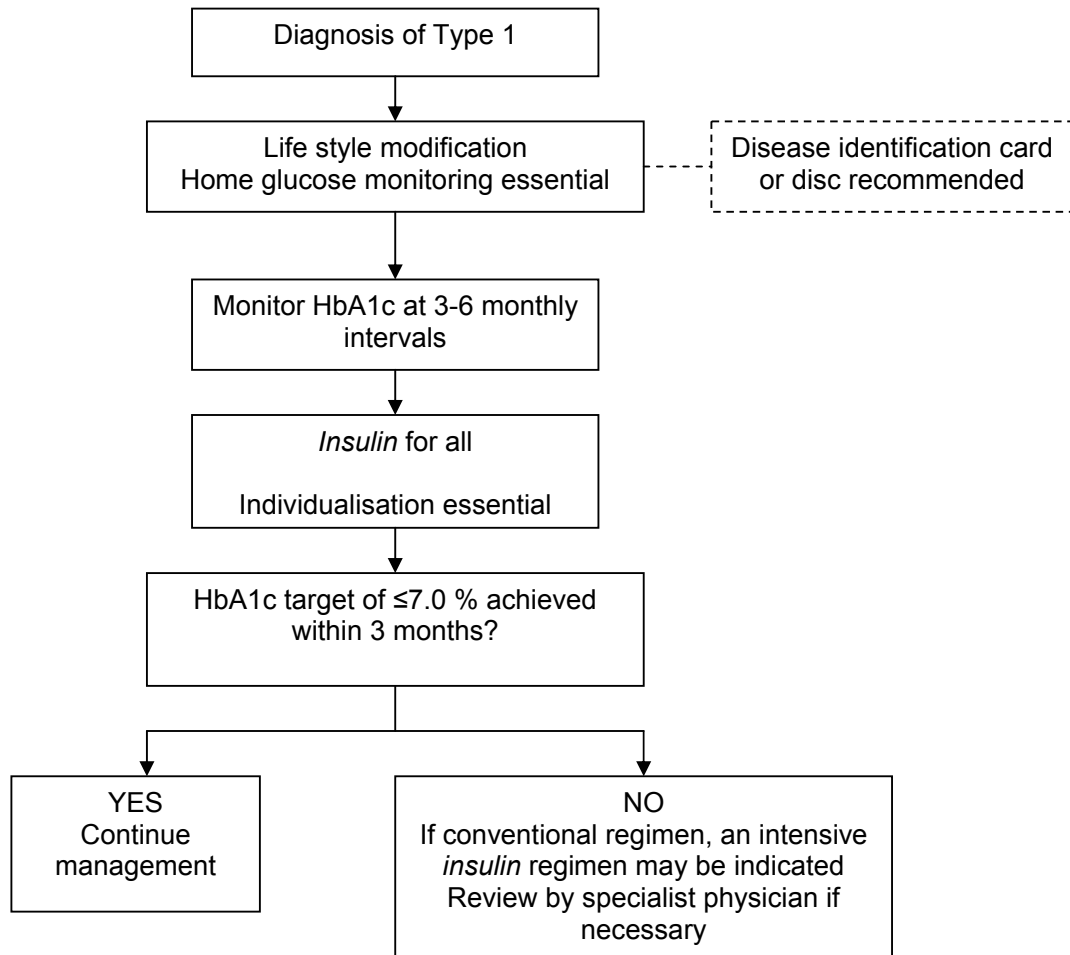 Diagnosis of Type 1
Life style modification
Home glucose monitoring essential
Disease identification card
or disc recommended
Monitor HbA1c at 3-6 monthly
intervals
Insulin for all
Individualisation essential
HbA1c target of ≤7.0 % achieved
within 3 months?
YES
Continue
management
NO
If conventional regimen, an intensive
insulin regimen may be indicated
Review by specialist physician if
necessary